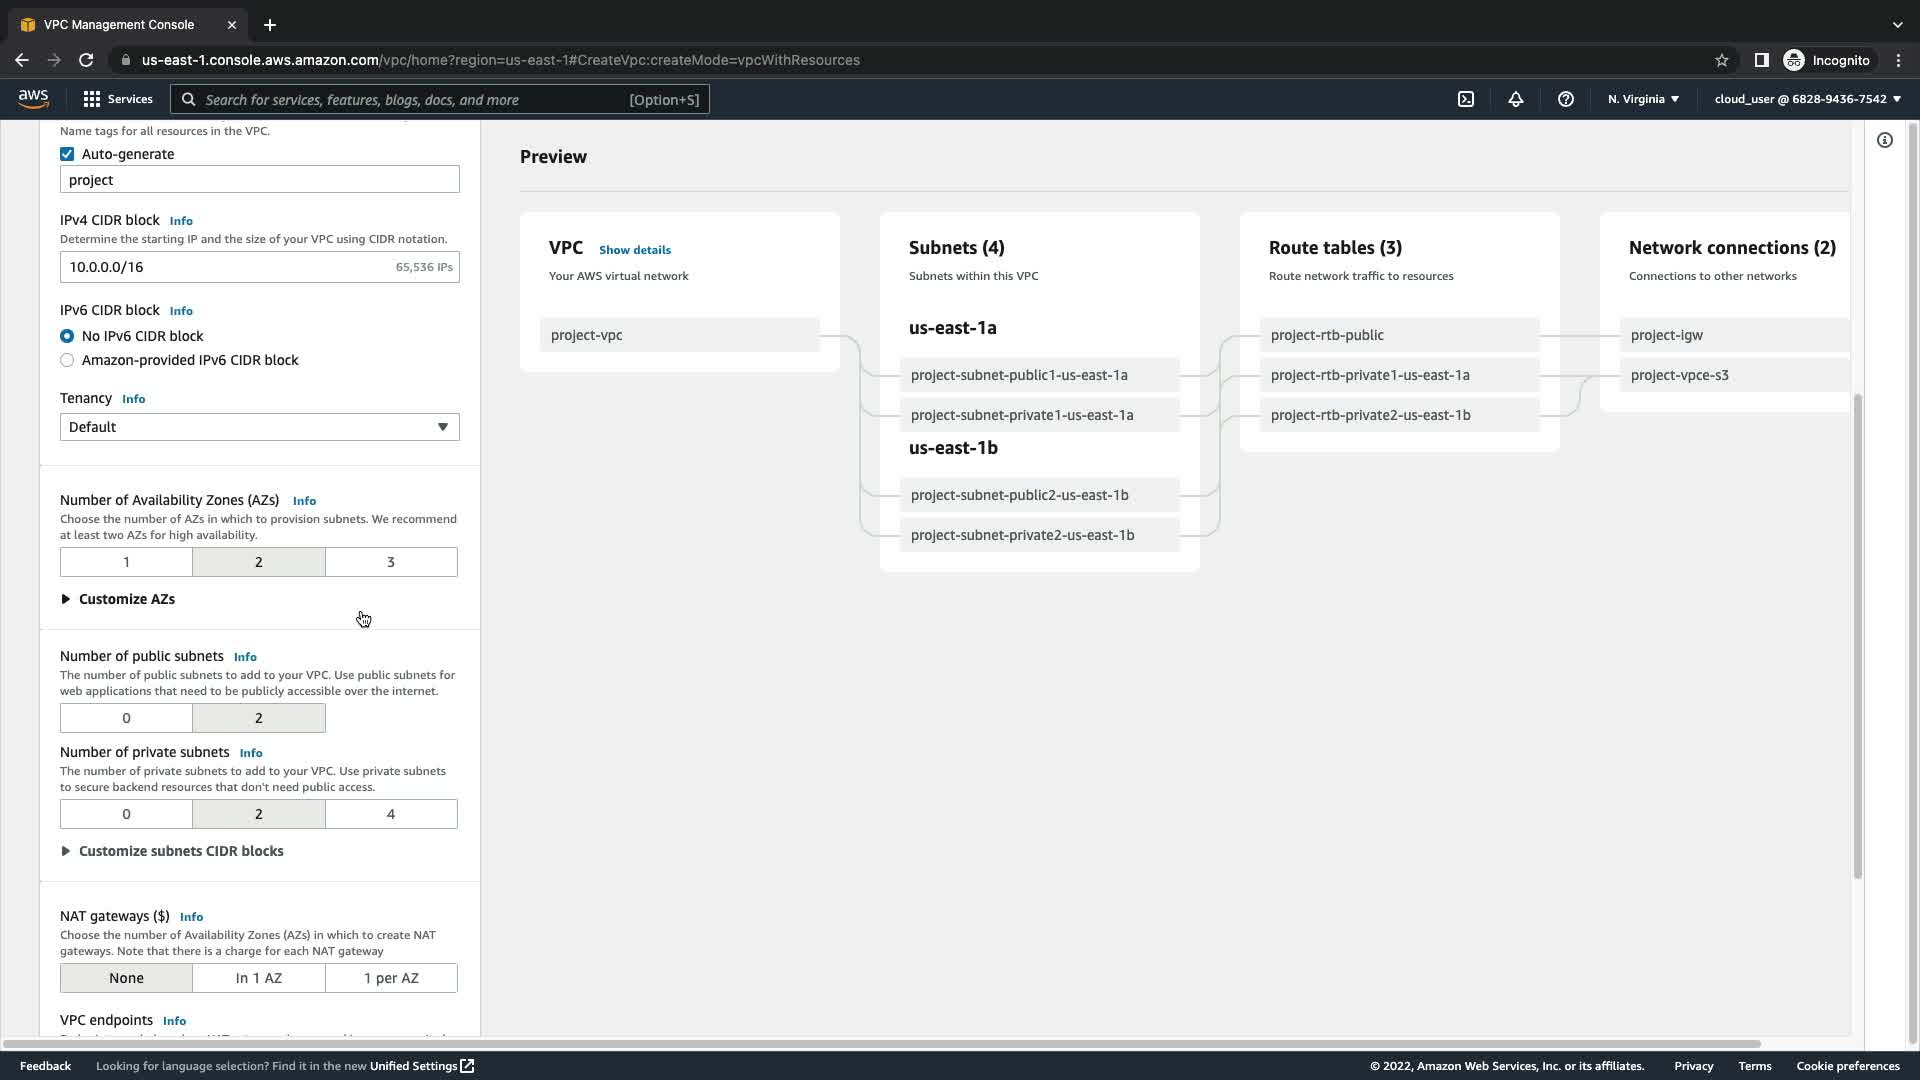 VPC Management Console
us-east-1.console.aws.amazon.com/vpc/home?region=us-east-1#CreateVpc:createMode=vpcWithResources
Incognito
aws
Services
Search for services, features, blogs, docs, and more
[Option+S]
N. Virginia
cloud_user @ 6828-9436-7542
Name tags for all resources in the VPC.
Auto-generate
project
IPv4 CIDR block Info
Determine the starting IP and the size of your VPC using CIDR notation.
10.0.0.0/16
65,536 IPs
IPv6 CIDR block Info
No IPv6 CIDR block
Amazon-provided IPv6 CIDR block
Tenancy Info
Default
Number of Availability Zones (AZs) Info
Choose the number of AZs in which to provision subnets. We recommend
at least two AZs for high availability.
1 2 3
Customize AZs
Number of public subnets Info
The number of public subnets to add to your VPC. Use public subnets for
web applications that need to be publicly accessible over the internet.
0 2
Number of private subnets Info
The number of private subnets to add to your VPC. Use private subnets
to secure backend resources that don't need public access.
0 2 4
Customize subnets CIDR blocks
NAT gateways ($) Info
Choose the number of Availability Zones (AZs) in which to create NAT
gateways. Note that there is a charge for each NAT gateway
None In 1 AZ 1 per AZ
VPC endpoints Info
Preview
VPC Show details
Your AWS virtual network
project-vpc
Subnets (4)
Subnets within this VPC
us-east-1a
project-subnet-public1-us-east-1a
project-subnet-private1-us-east-1a
us-east-1b
project-subnet-public2-us-east-1b
project-subnet-private2-us-east-1b
Route tables (3)
Route network traffic to resources
project-rtb-public
project-rtb-private1-us-east-1a
project-rtb-private2-us-east-1b
Network connections (2)
Connections to other networks
project-igw
project-vpce-s3
Feedback
Looking for language selection? Find it in the new Unified Settings
© 2022, Amazon Web Services, Inc. or its affiliates.
Privacy
Terms
Cookie preferences